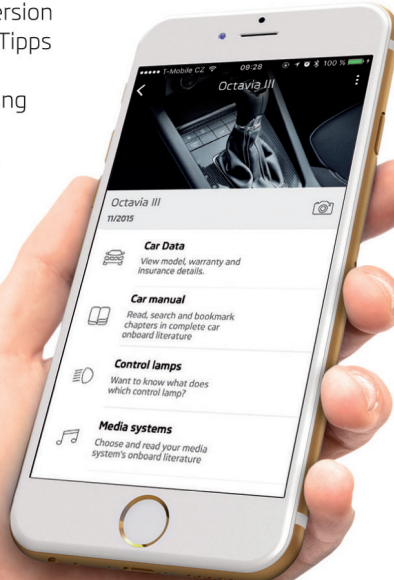 ersion
Tipps
ng
T-Mobile CZ 09:28 100 %
Octavia III
Octavia III
11/2015
Car Data
View model, warranty and
insurance details.
Car manual
Read, search and bookmark
chapters in complete car
onboard literature
Control lamps
Want to know what does
which control lamp?
Media systems
Choose and read your media
system's onboard literature